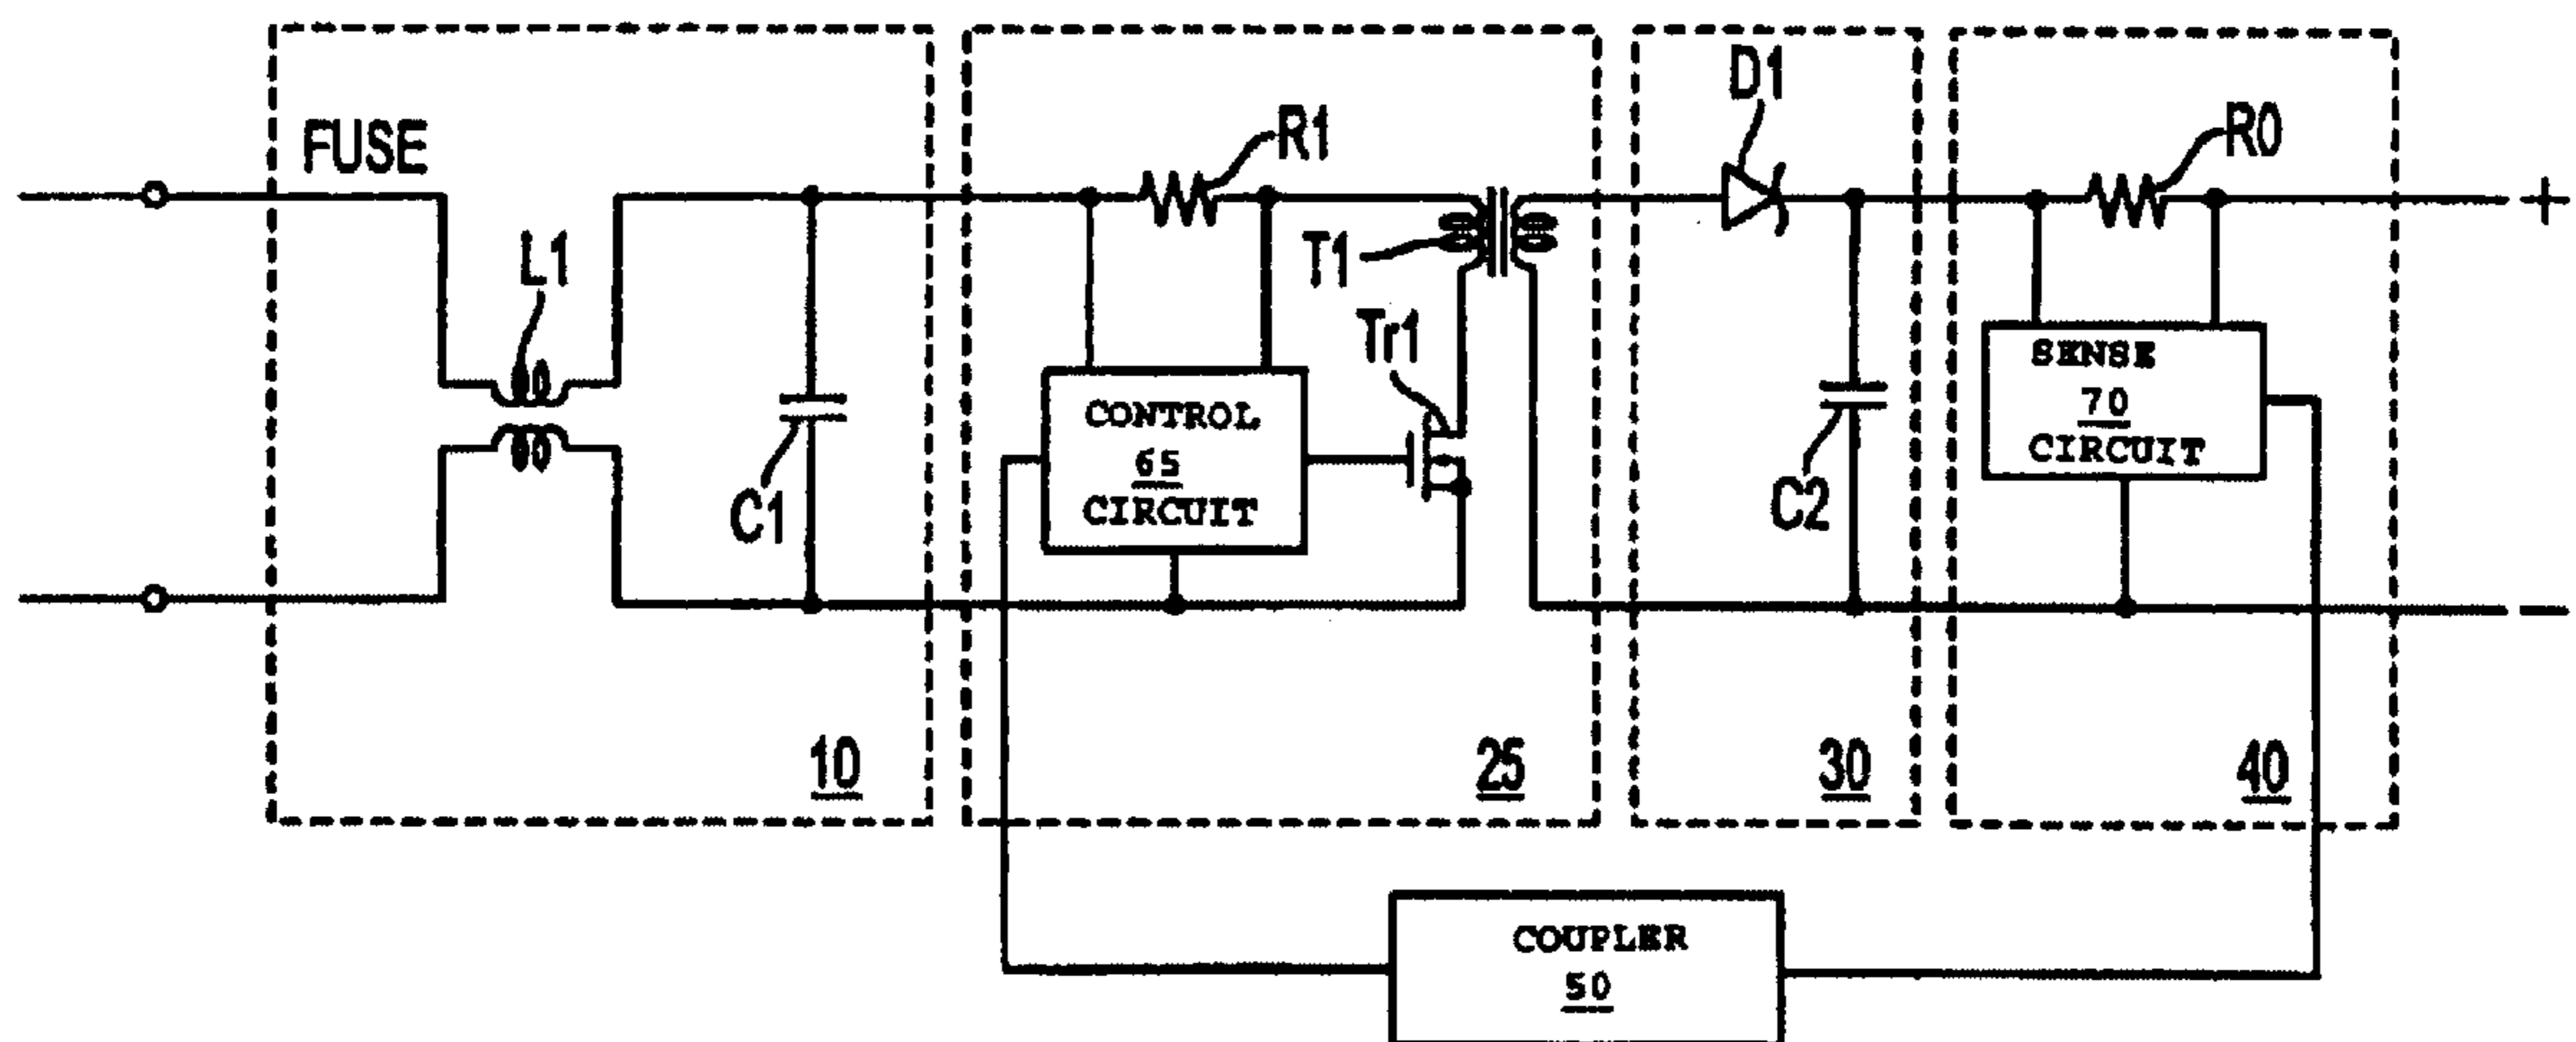 FUSE
L1
C1
10
R1
T1
Tr1
CONTROL
65
CIRCUIT
25
D1
C2
30
R0
SENSE
70
CIRCUIT
40
+
−
COUPLER
50